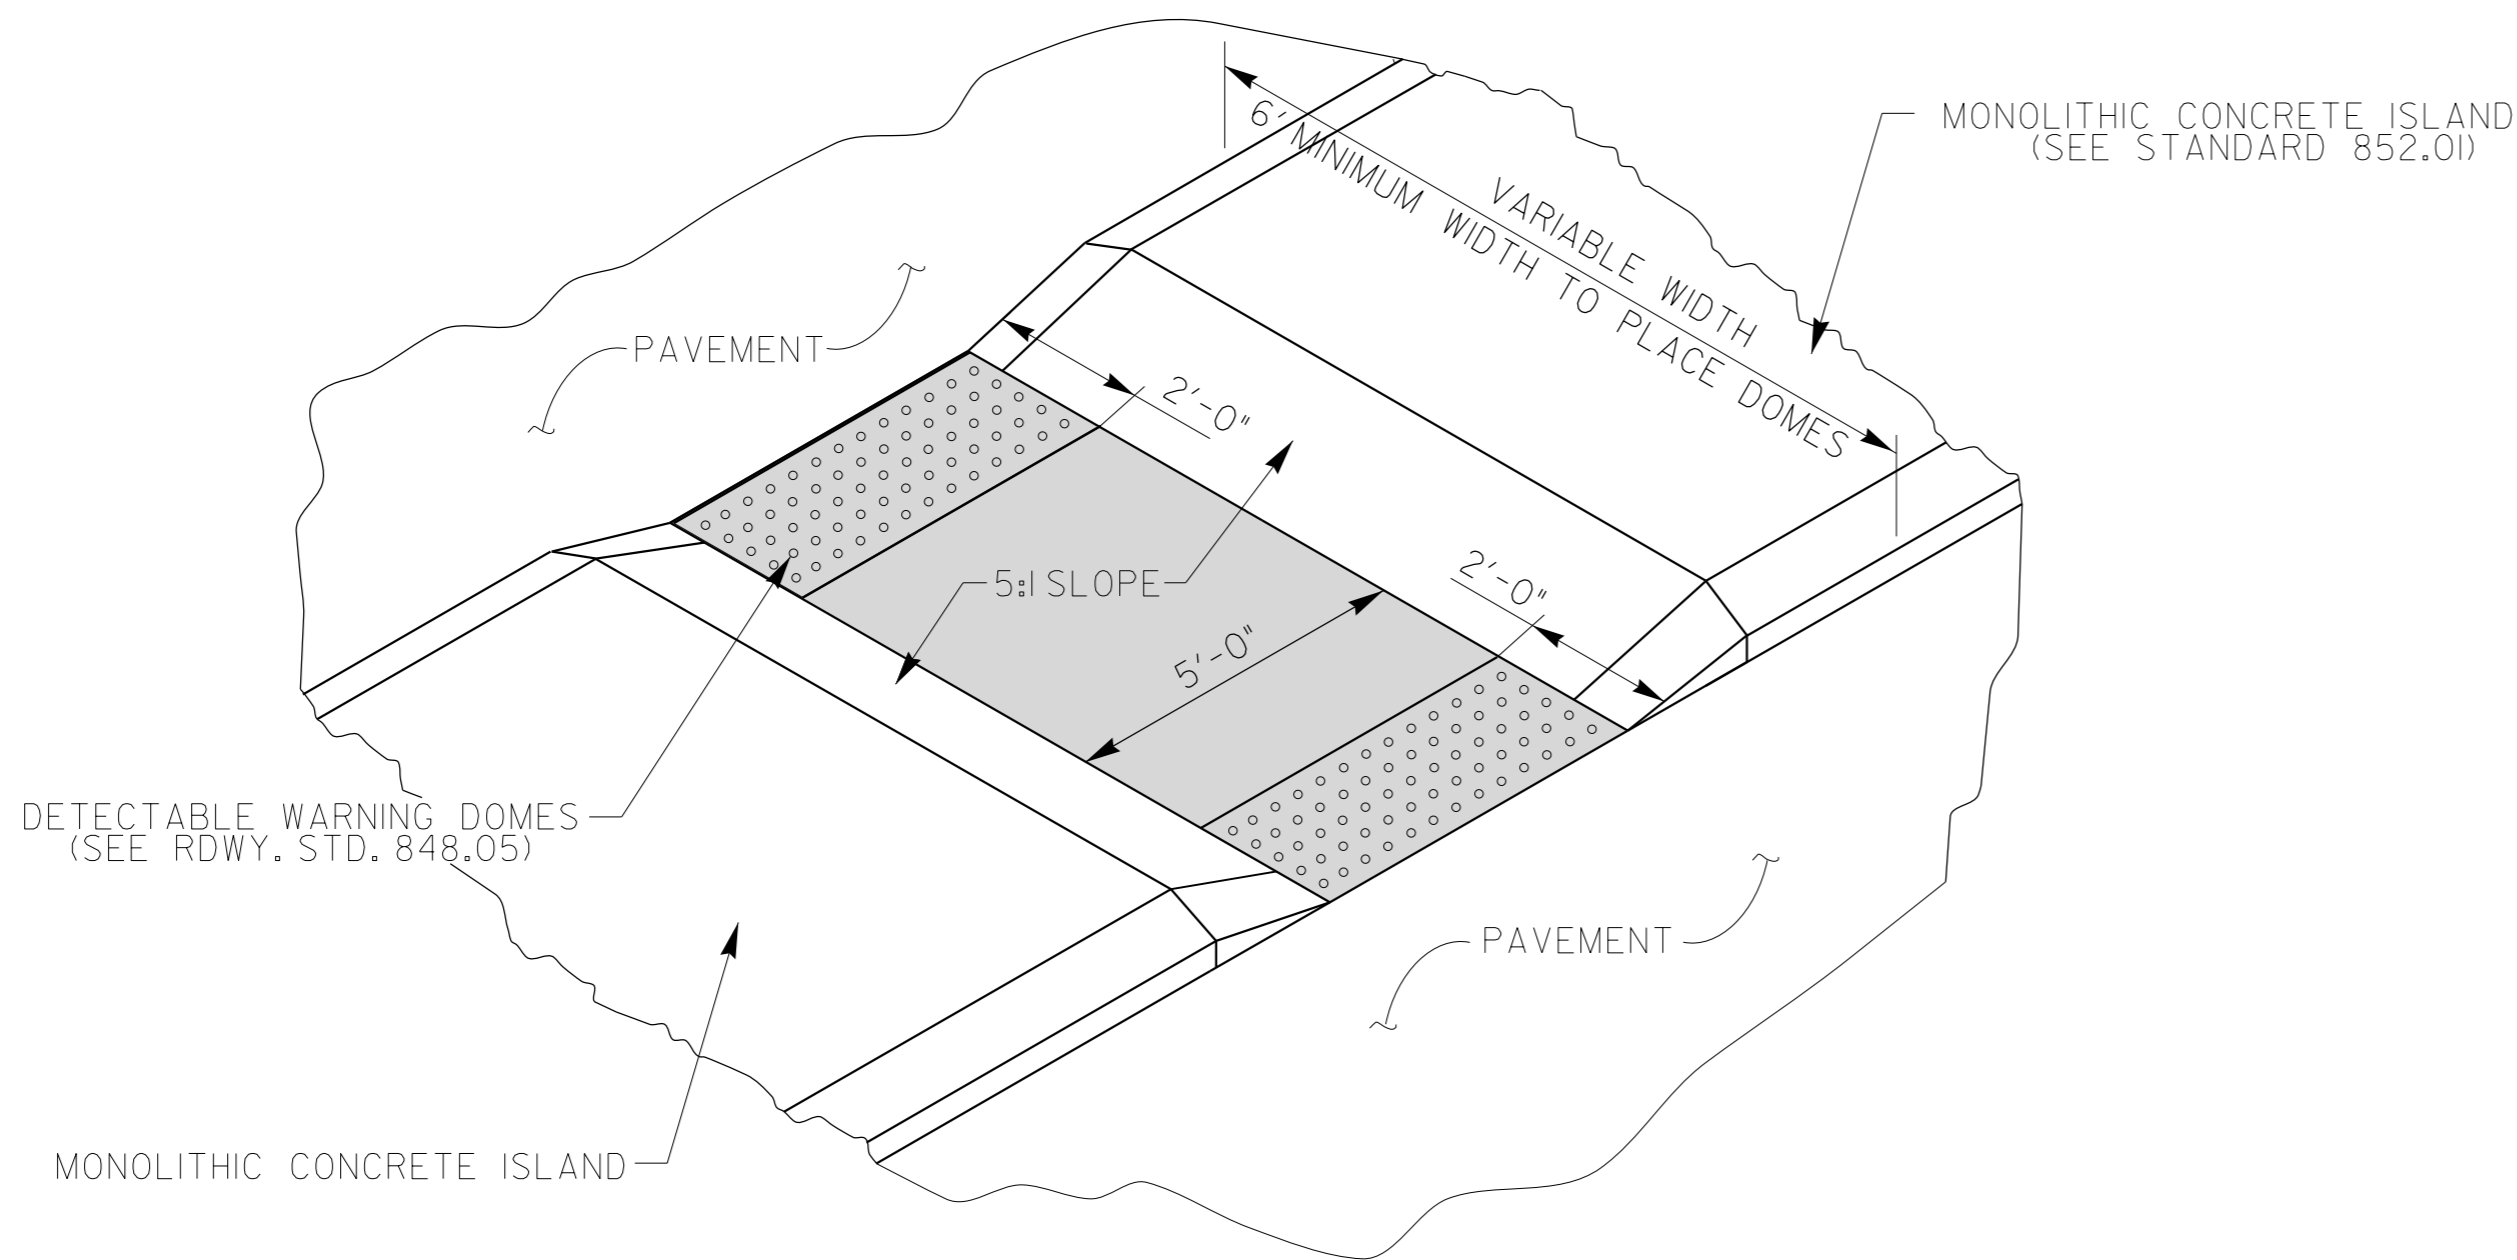 MONOLITHIC CONCRETE ISLAND
(SEE STANDARD 852.01)
VARIABLE WIDTH
6' MINIMUM WIDTH TO PLACE DOMES
PAVEMENT
2'-0"
5:1 SLOPE
2'-0"
5'-0"
DETECTABLE WARNING DOMES
(SEE RDWY. STD. 848.05)
PAVEMENT
MONOLITHIC CONCRETE ISLAND